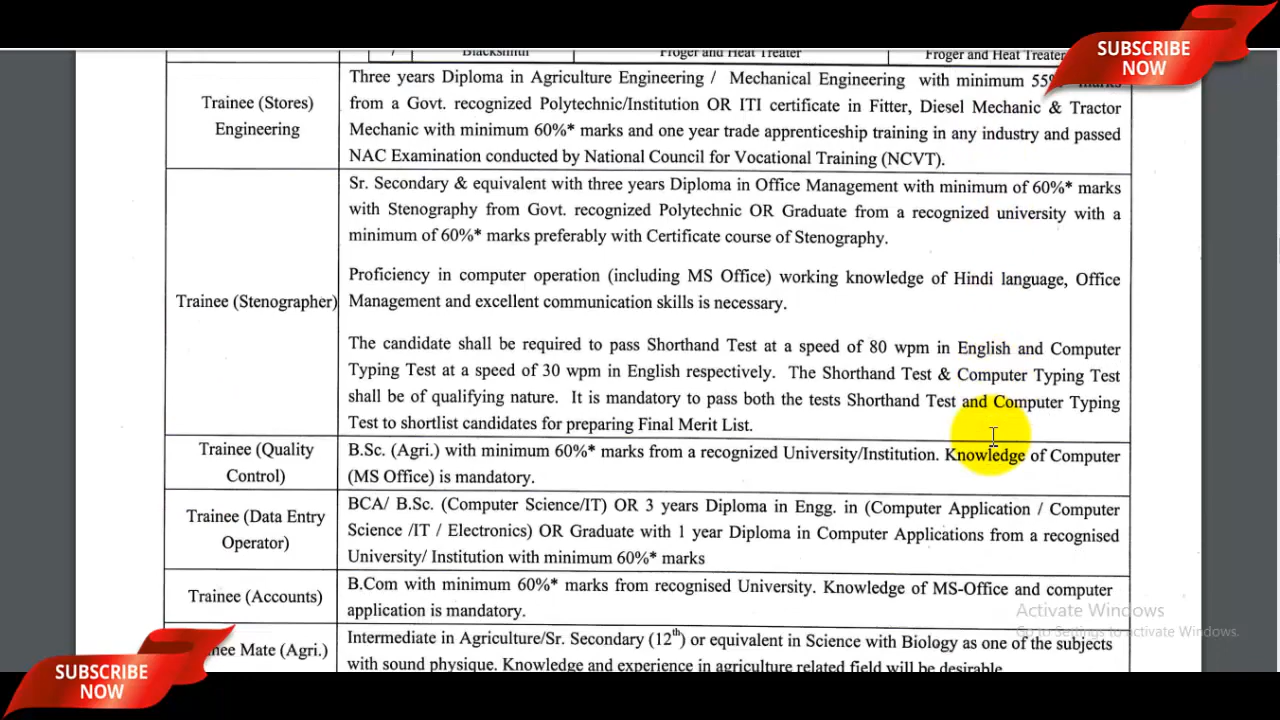 SUBSCRIBE
NOW
7 Blacksmith Froger and Heat Treater Froger and Heat Treater
Trainee (Stores)
Engineering
Three years Diploma in Agriculture Engineering / Mechanical Engineering with minimum 55% marks
from a Govt. recognized Polytechnic/Institution OR ITI certificate in Fitter, Diesel Mechanic & Tractor
Mechanic with minimum 60%* marks and one year trade apprenticeship training in any industry and passed
NAC Examination conducted by National Council for Vocational Training (NCVT).
Trainee (Stenographer)
Sr. Secondary & equivalent with three years Diploma in Office Management with minimum of 60%* marks
with Stenography from Govt. recognized Polytechnic OR Graduate from a recognized university with a
minimum of 60%* marks preferably with Certificate course of Stenography.
Proficiency in computer operation (including MS Office) working knowledge of Hindi language, Office
Management and excellent communication skills is necessary.
The candidate shall be required to pass Shorthand Test at a speed of 80 wpm in English and Computer
Typing Test at a speed of 30 wpm in English respectively. The Shorthand Test & Computer Typing Test
shall be of qualifying nature. It is mandatory to pass both the tests Shorthand Test and Computer Typing
Test to shortlist candidates for preparing Final Merit List.
Trainee (Quality
Control)
B.Sc. (Agri.) with minimum 60%* marks from a recognized University/Institution. Knowledge of Computer
(MS Office) is mandatory.
Trainee (Data Entry
Operator)
BCA/ B.Sc. (Computer Science/IT) OR 3 years Diploma in Engg. in (Computer Application / Computer
Science /IT / Electronics) OR Graduate with 1 year Diploma in Computer Applications from a recognised
University/ Institution with minimum 60%* marks
Trainee (Accounts)
B.Com with minimum 60%* marks from recognised University. Knowledge of MS-Office and computer
application is mandatory.
Mate (Agri.)
Intermediate in Agriculture/Sr. Secondary (12th) or equivalent in Science with Biology as one of the subjects
with sound physique. Knowledge and experience in agriculture related field will be desirable
Activate Windows
Go to Settings to activate Windows.
SUBSCRIBE
NOW